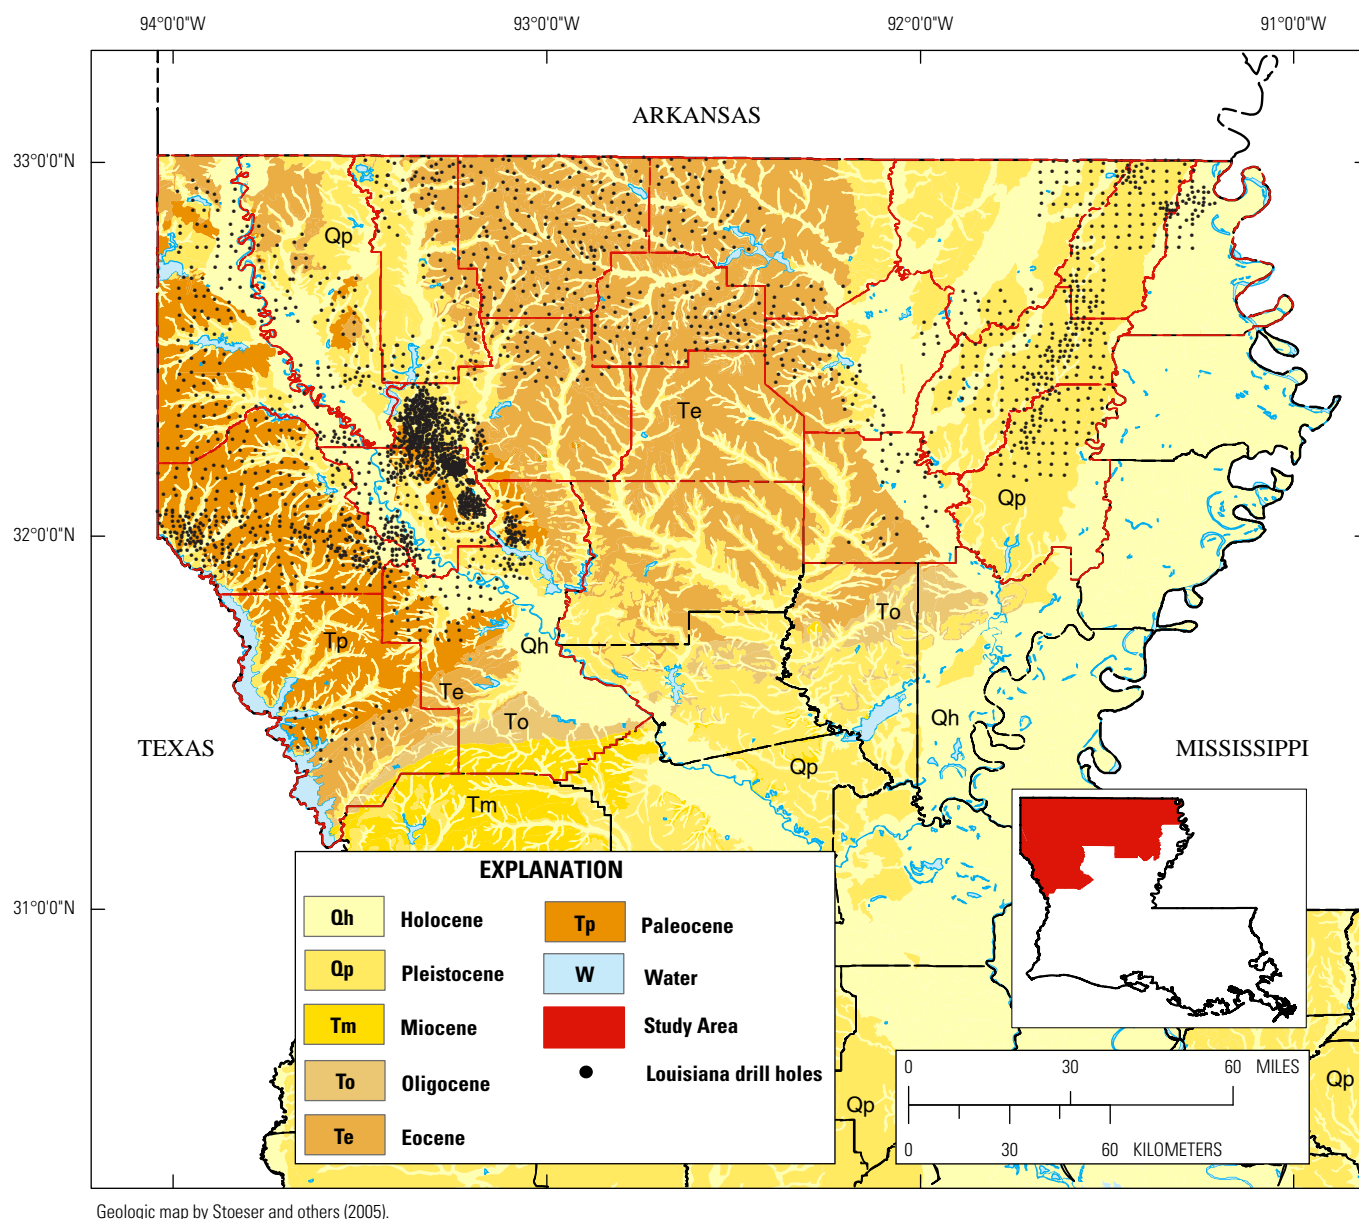 94°0'0"W 93°0'0"W 92°0'0"W 91°0'0"W
ARKANSAS
33°0'0"N
Qp
Te
Qp
32°0'0"N
To
Tp
Qh
Te
To
Qh
TEXAS
MISSISSIPPI
Qp
Tm
EXPLANATION
Qh Holocene
Qp Pleistocene
Tm Miocene
To Oligocene
Te Eocene
Tp Paleocene
W Water
Study Area
Louisiana drill holes
31°0'0"N
0 30 60 MILES
0 30 60 KILOMETERS
Qp
Qp
Geologic map by Stoeser and others (2005).